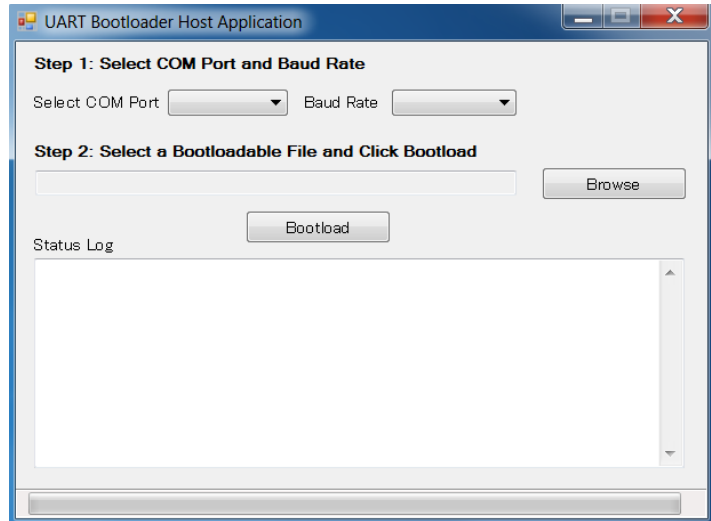 UART Bootloader Host Application
Step 1: Select COM Port and Baud Rate
Select COM Port Baud Rate
Step 2: Select a Bootloadable File and Click Bootload
Browse
Bootload
Status Log